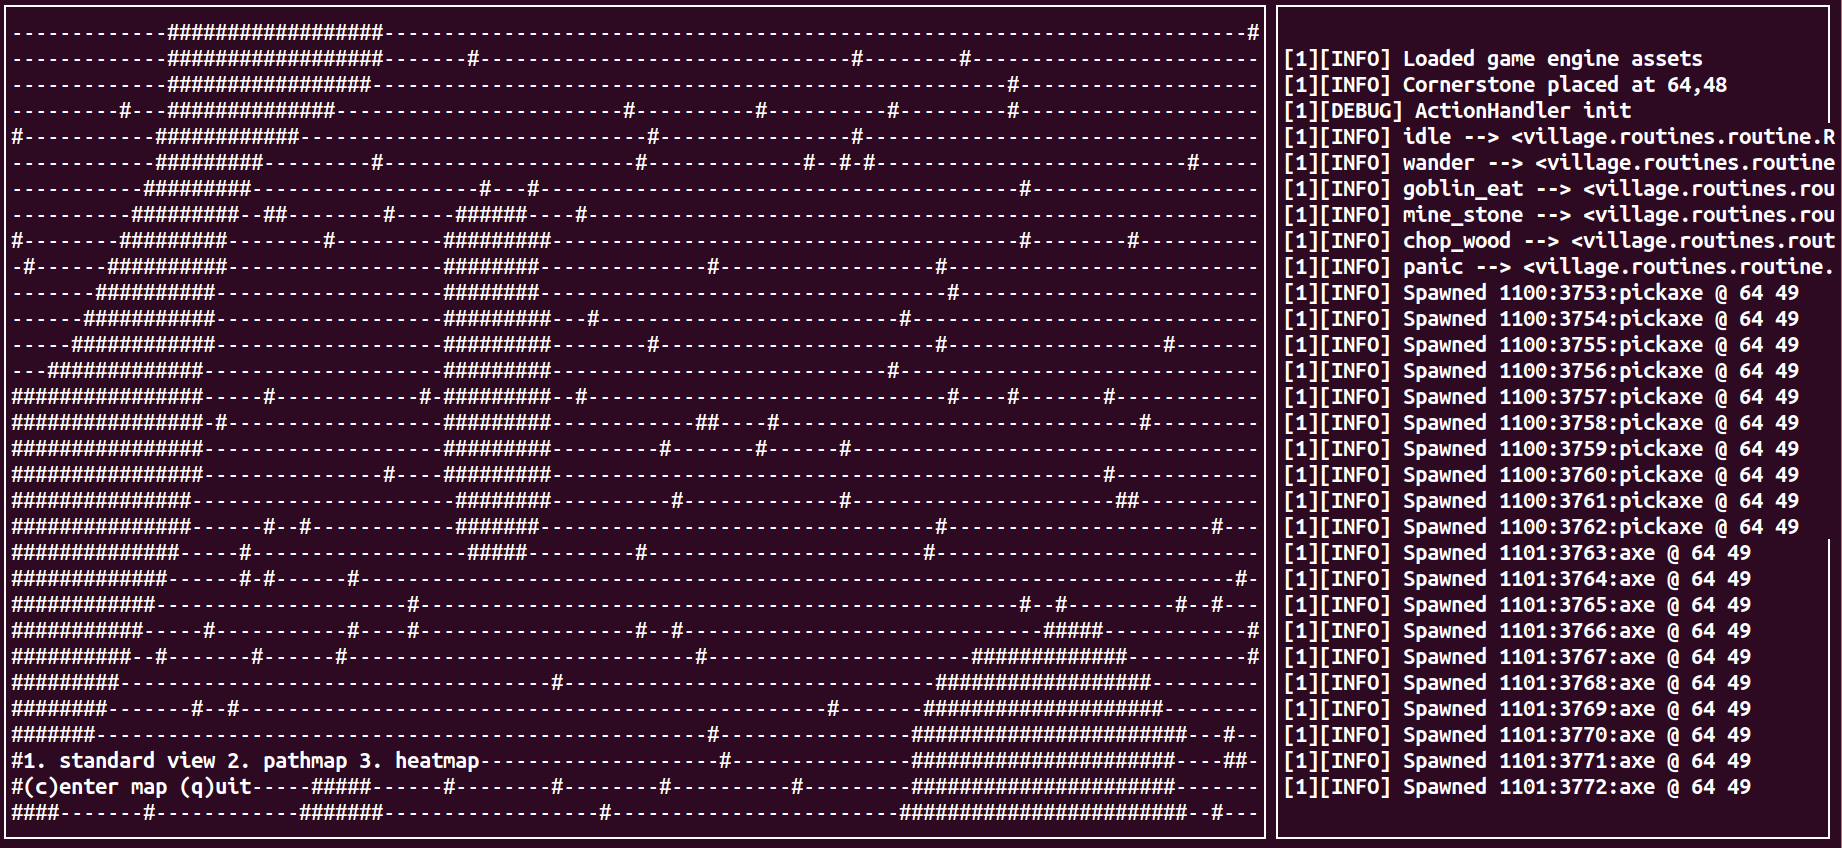 #1. standard view 2. pathmap 3. heatmap
#(c)enter map (q)uit
[1][INFO] Loaded game engine assets
[1][INFO] Cornerstone placed at 64,48
[1][DEBUG] ActionHandler init
[1][INFO] idle --> <village.routines.routine.R
[1][INFO] wander --> <village.routines.routine
[1][INFO] goblin_eat --> <village.routines.rou
[1][INFO] mine_stone --> <village.routines.rou
[1][INFO] chop_wood --> <village.routines.rout
[1][INFO] panic --> <village.routines.routine.
[1][INFO] Spawned 1100:3753:pickaxe @ 64 49
[1][INFO] Spawned 1100:3754:pickaxe @ 64 49
[1][INFO] Spawned 1100:3755:pickaxe @ 64 49
[1][INFO] Spawned 1100:3756:pickaxe @ 64 49
[1][INFO] Spawned 1100:3757:pickaxe @ 64 49
[1][INFO] Spawned 1100:3758:pickaxe @ 64 49
[1][INFO] Spawned 1100:3759:pickaxe @ 64 49
[1][INFO] Spawned 1100:3760:pickaxe @ 64 49
[1][INFO] Spawned 1100:3761:pickaxe @ 64 49
[1][INFO] Spawned 1100:3762:pickaxe @ 64 49
[1][INFO] Spawned 1101:3763:axe @ 64 49
[1][INFO] Spawned 1101:3764:axe @ 64 49
[1][INFO] Spawned 1101:3765:axe @ 64 49
[1][INFO] Spawned 1101:3766:axe @ 64 49
[1][INFO] Spawned 1101:3767:axe @ 64 49
[1][INFO] Spawned 1101:3768:axe @ 64 49
[1][INFO] Spawned 1101:3769:axe @ 64 49
[1][INFO] Spawned 1101:3770:axe @ 64 49
[1][INFO] Spawned 1101:3771:axe @ 64 49
[1][INFO] Spawned 1101:3772:axe @ 64 49